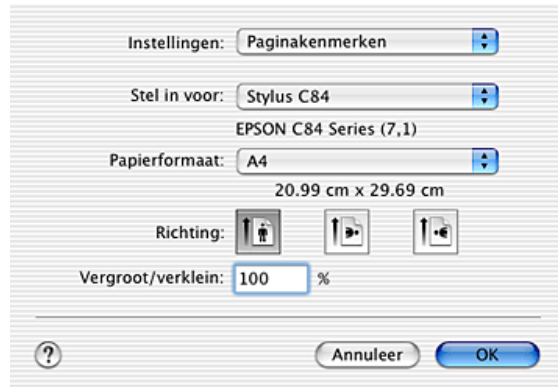 Instellingen: Paginakenmerken
Stel in voor: Stylus C84
EPSON C84 Series (7,1)
Papierformaat: A4
20.99 cm x 29.69 cm
Richting:
Vergroot/verklein: 100 %
? Annuleer OK